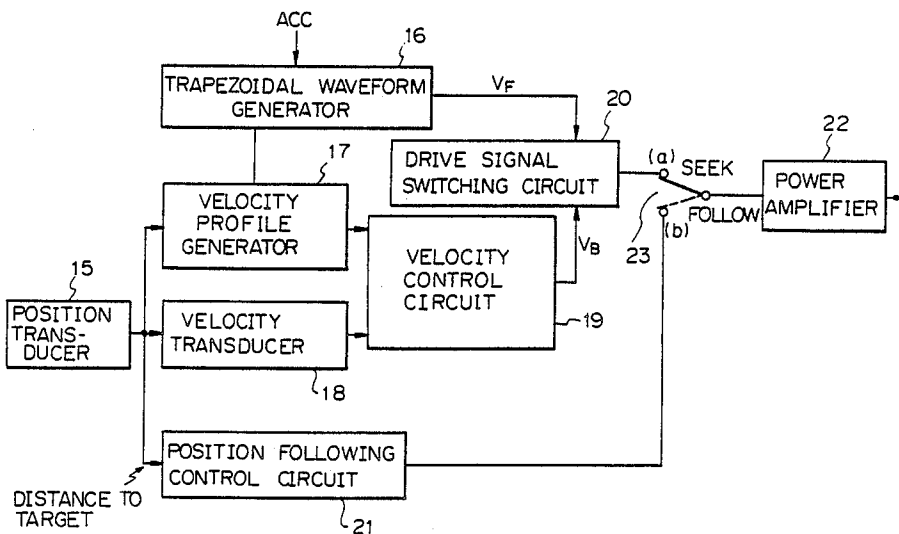 ACC
16
TRAPEZOIDAL WAVEFORM
GENERATOR
VF
20
17
DRIVE SIGNAL
SWITCHING CIRCUIT
(a)
SEEK
22
POWER
AMPLIFIER
VELOCITY
PROFILE
GENERATOR
FOLLOW
(b)
23
VB
VELOCITY
CONTROL
CIRCUIT
19
15
POSITION
TRANS-
DUCER
VELOCITY
TRANSDUCER
18
POSITION FOLLOWING
CONTROL CIRCUIT
21
DISTANCE TO
TARGET